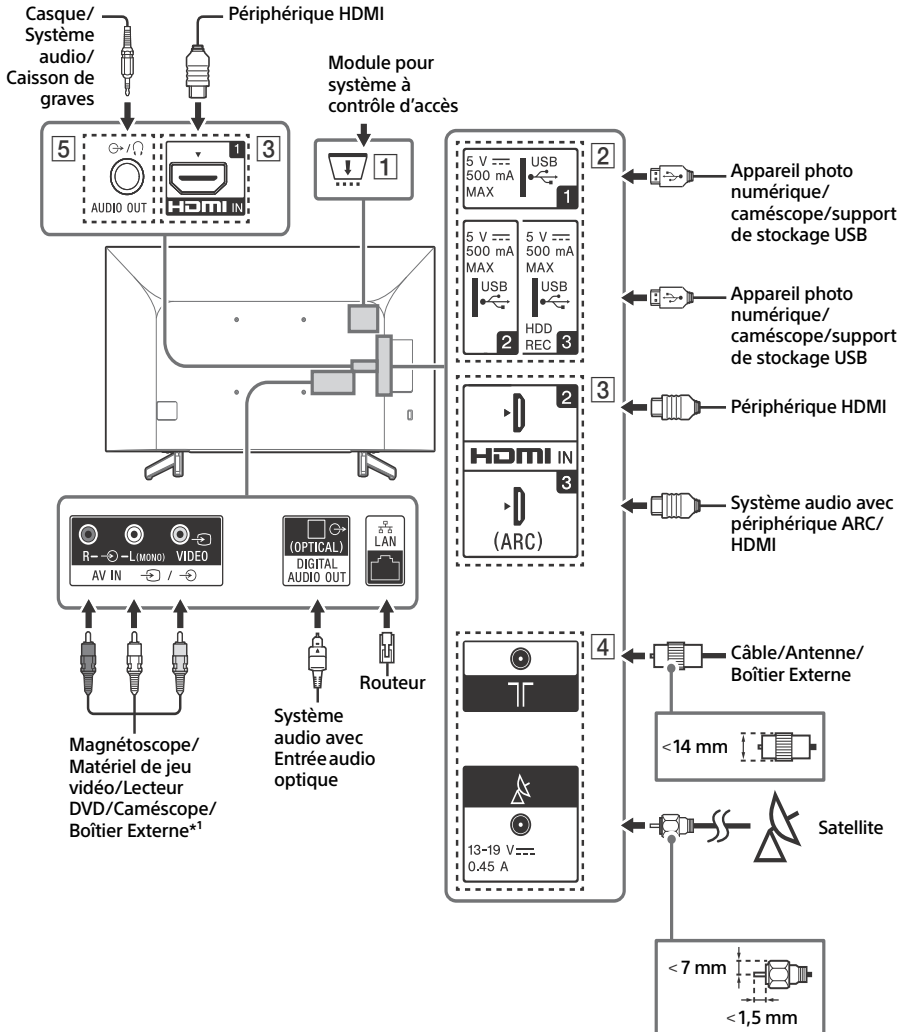 Casque/
Système
audio/
Caisson de
graves
Périphérique HDMI
Module pour
système à
contrôle d'accès
5
AUDIO OUT
1
HDMI IN
3
1
2
5 V
500 mA
MAX
USB
1
Appareil photo
numérique/
caméscope/support
de stockage USB
5 V
500 mA
MAX
USB
2
5 V
500 mA
MAX
USB
HDD
REC 3
Appareil photo
numérique/
caméscope/support
de stockage USB
3
2
HDMI IN
3
(ARC)
Périphérique HDMI
Système audio avec
périphérique ARC/
HDMI
R- -L(MONO) VIDEO
AV IN /
(OPTICAL)
DIGITAL
AUDIO OUT
LAN
Magnétoscope/
Matériel de jeu
vidéo/Lecteur
DVD/Caméscope/
Boîtier Externe*1
Système
audio avec
Entrée audio
optique
Routeur
4
Câble/Antenne/
Boîtier Externe
<14 mm
13-19 V
0.45 A
Satellite
<7 mm
<1,5 mm